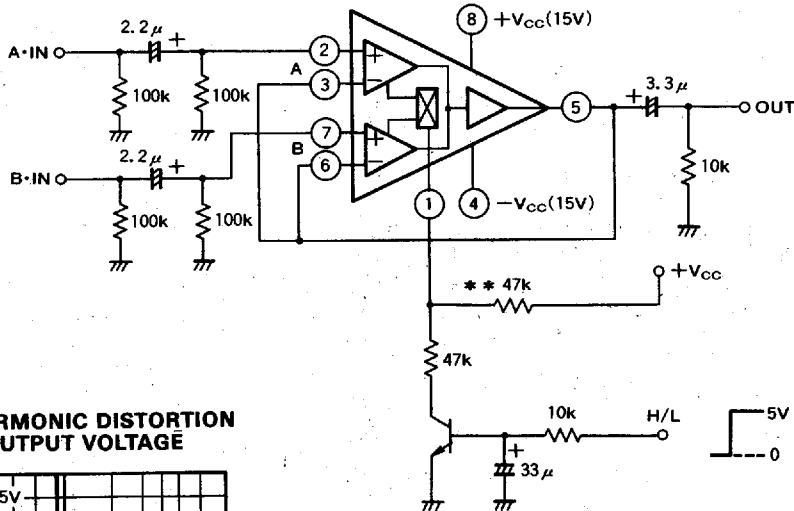 2.2μ
+
8
+VCC (15V)
A・IN
2
+
3.3μ
+
A
3
−
5
OUT
100k
100k
7
+
2.2μ
+
B
6
−
10k
B・IN
1
4
−VCC (15V)
100k
100k
** 47k
+VCC
47k
RMONIC DISTORTION
UTPUT VOLTAGE
10k
H/L
5V
0
+
33μ
5V